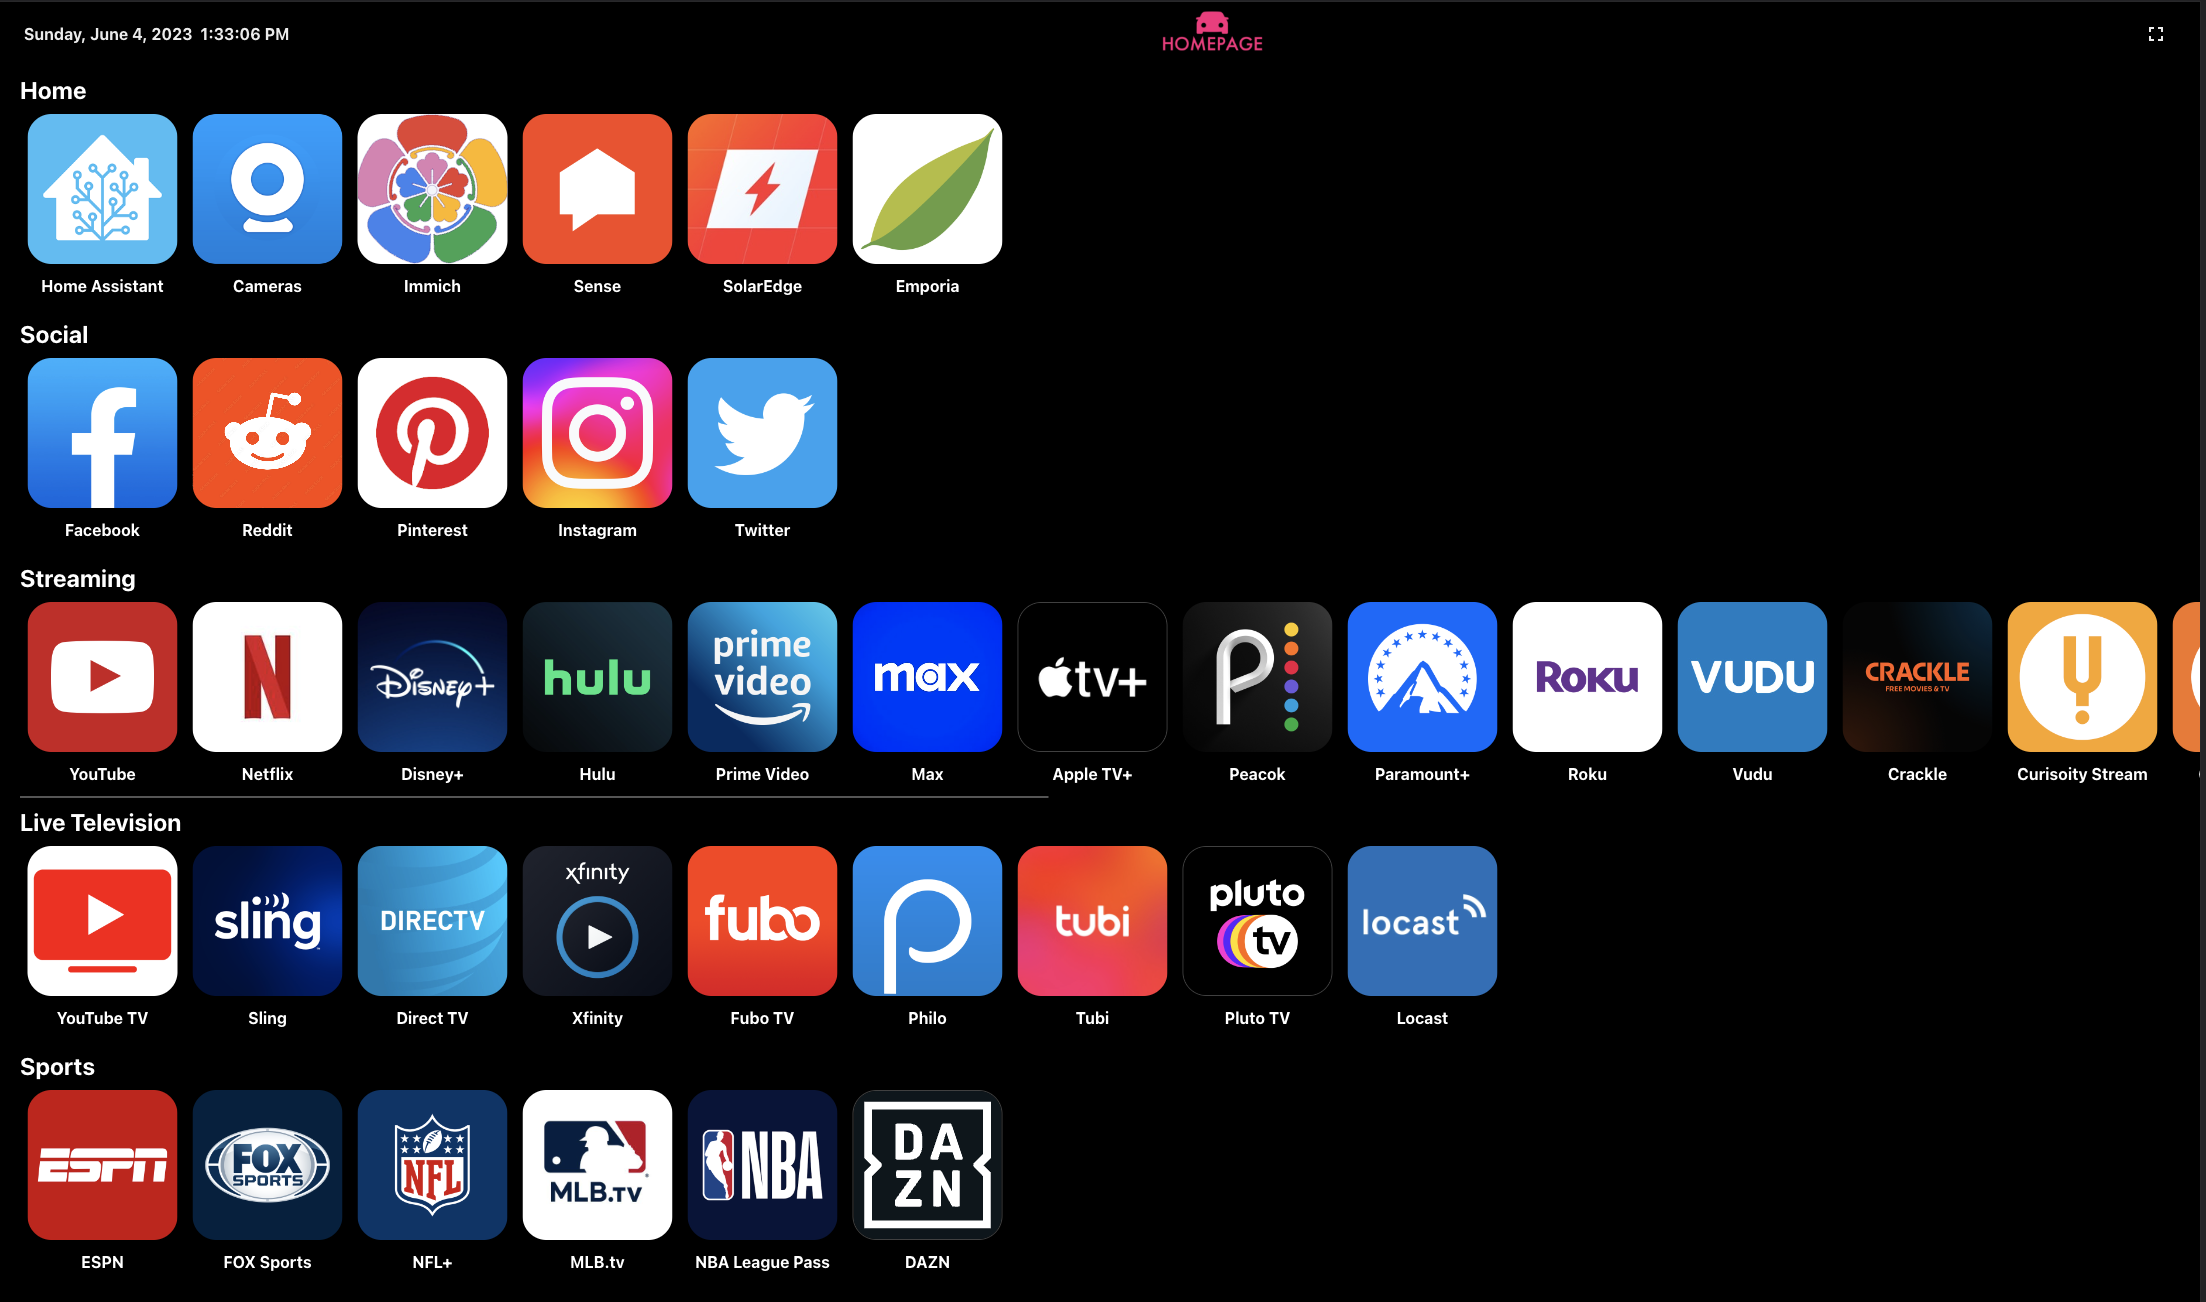 Sunday, June 4, 2023 1:33:06 PM
HOMEPAGE
Home
Home Assistant
Cameras
Immich
Sense
SolarEdge
Emporia
Social
Facebook
Reddit
Pinterest
Instagram
Twitter
Streaming
Disney+
hulu
prime
video
max
tv+
Roku
VUDU
CRACKLE
FREE MOVIES & TV
YouTube
Netflix
Disney+
Hulu
Prime Video
Max
Apple TV+
Peacok
Paramount+
Roku
Vudu
Crackle
Curisoity Stream
Live Television
sling
DIRECTV
xfinity
fubo
tubi
pluto
tv
locast
YouTube TV
Sling
Direct TV
Xfinity
Fubo TV
Philo
Tubi
Pluto TV
Locast
Sports
ESPN
FOX
SPORTS
NFL
MLB.TV
NBA
DA
ZN
ESPN
FOX Sports
NFL+
MLB.tv
NBA League Pass
DAZN